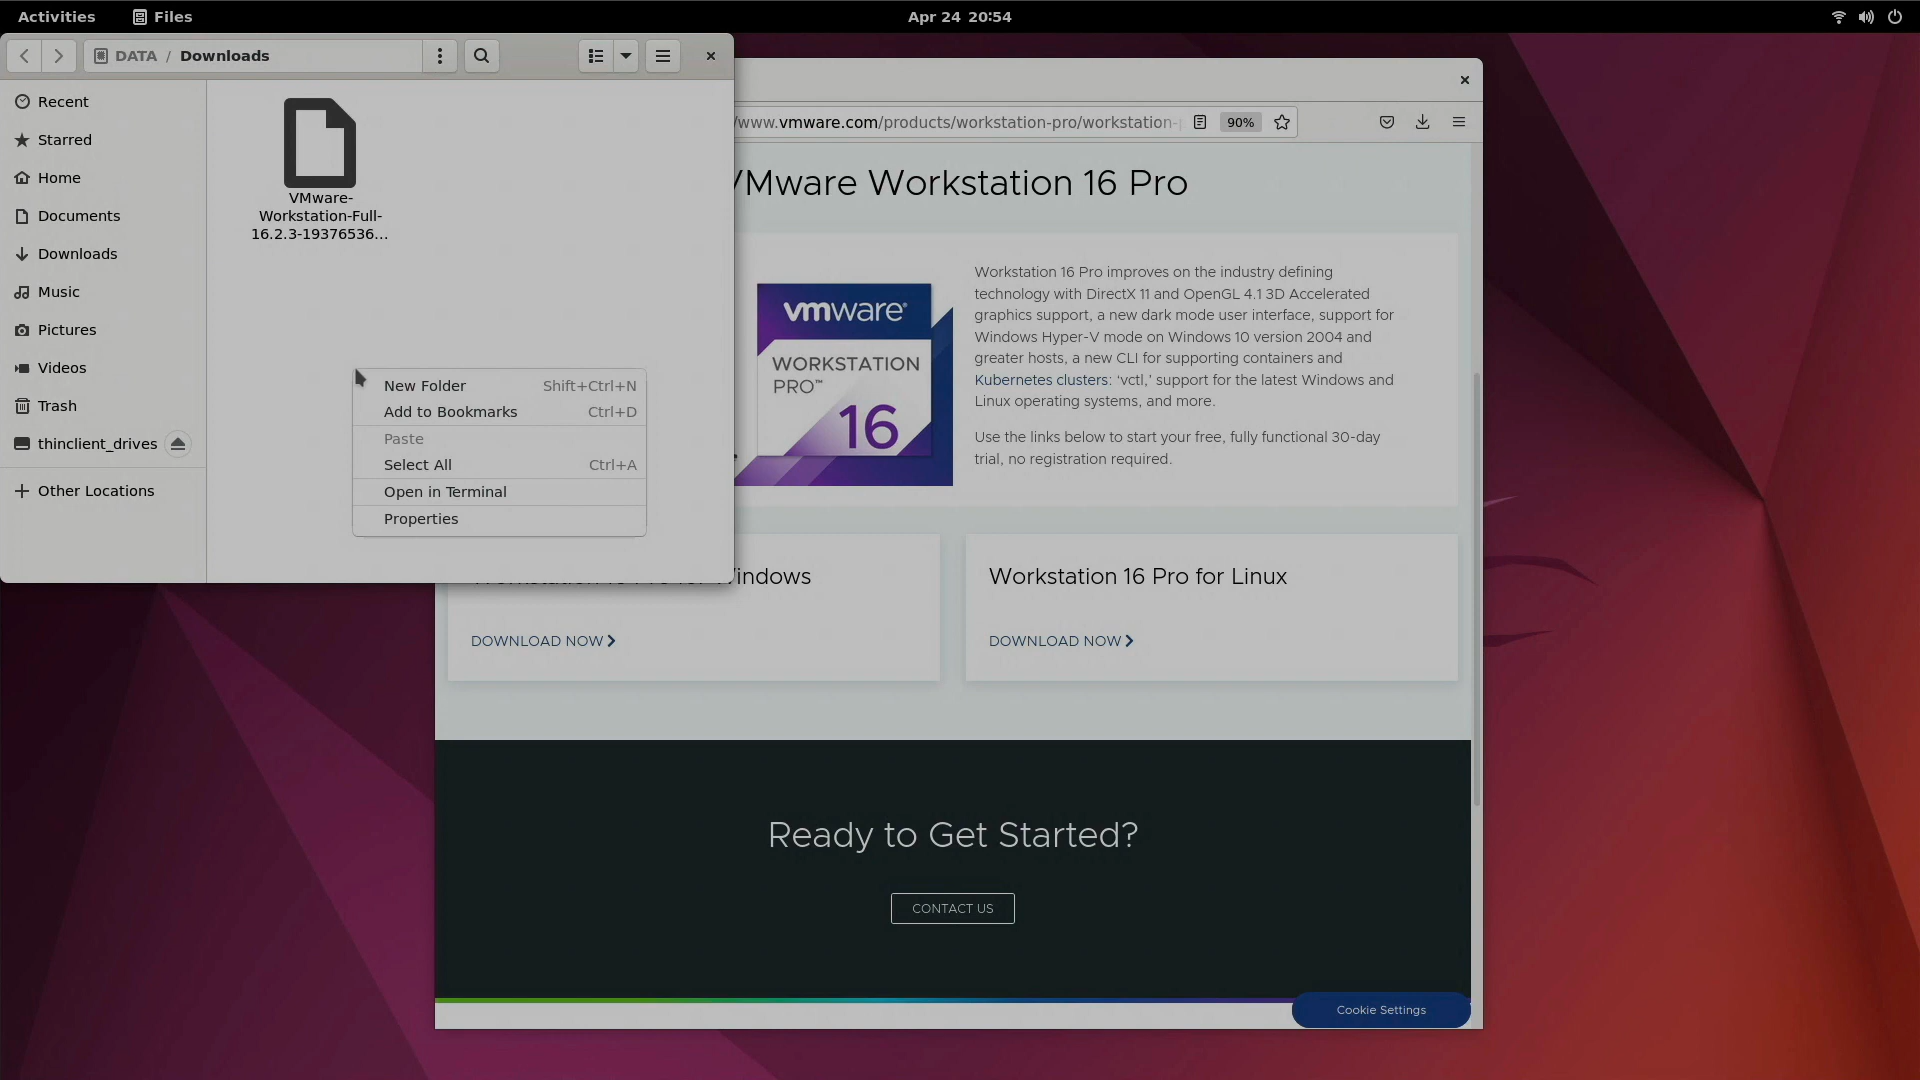 Activities
Files
Apr 24 20:54
DATA / Downloads
Recent
Starred
Home
Documents
Downloads
Music
Pictures
Videos
Trash
thinclient_drives
Other Locations
VMware-
Workstation-Full-
16.2.3-19376536...
New Folder Shift+Ctrl+N
Add to Bookmarks Ctrl+D
Paste
Select All Ctrl+A
Open in Terminal
Properties
/www.vmware.com/products/workstation-pro/workstation-
90%
VMware Workstation 16 Pro
vmware®
WORKSTATION
PRO™
16
Workstation 16 Pro improves on the industry defining
technology with DirectX 11 and OpenGL 4.1 3D Accelerated
graphics support, a new dark mode user interface, support for
Windows Hyper-V mode on Windows 10 version 2004 and
greater hosts, a new CLI for supporting containers and
Kubernetes clusters: ‘vctl,’ support for the latest Windows and
Linux operating systems, and more.
Use the links below to start your free, fully functional 30-day
trial, no registration required.
Windows
DOWNLOAD NOW
Workstation 16 Pro for Linux
DOWNLOAD NOW
Ready to Get Started?
CONTACT US
Cookie Settings